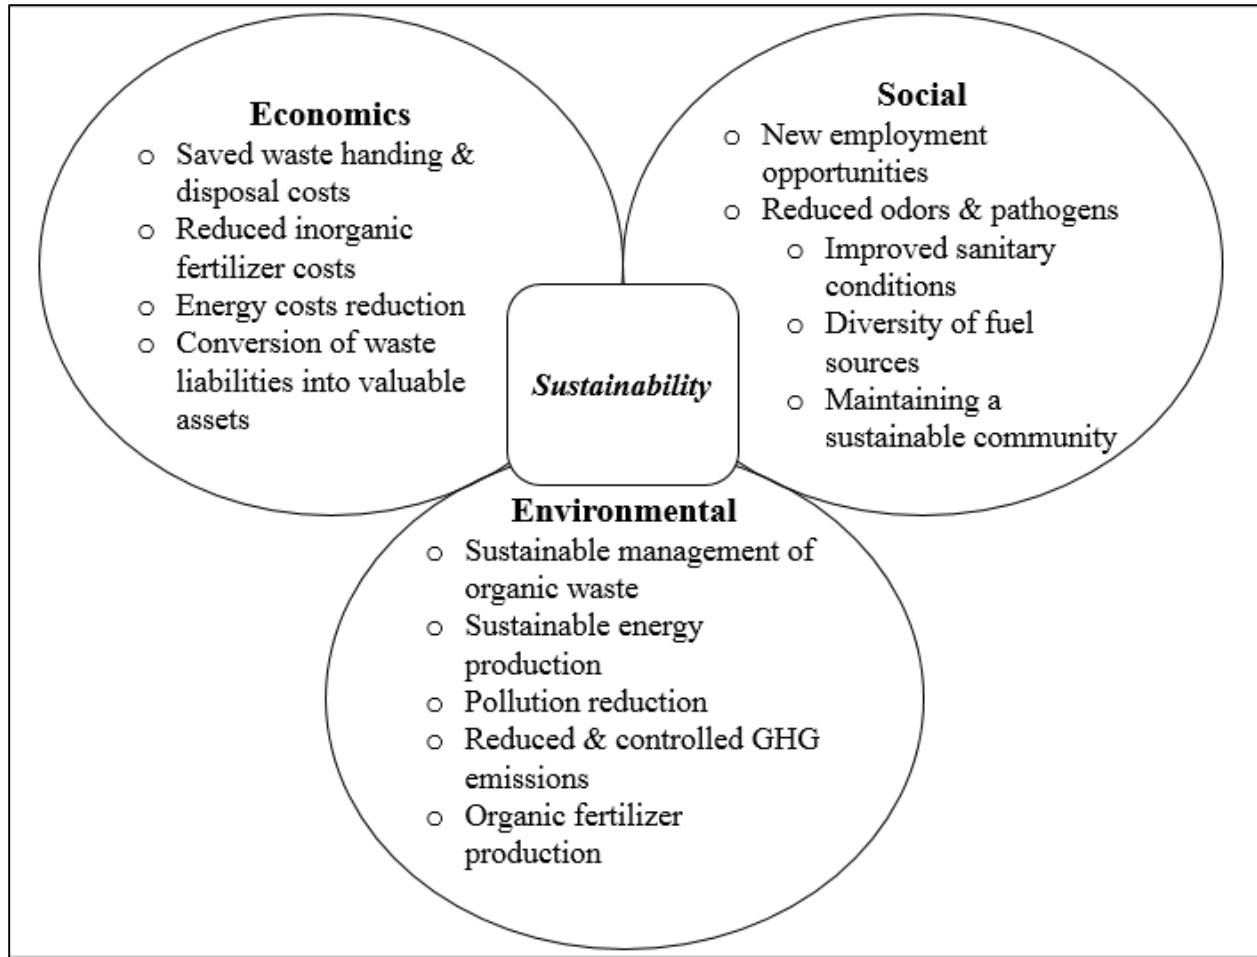 Economics
o Saved waste handing &
disposal costs
o Reduced inorganic
fertilizer costs
o Energy costs reduction
o Conversion of waste
liabilities into valuable
assets
Social
o New employment
opportunities
o Reduced odors & pathogens
o Improved sanitary
conditions
o Diversity of fuel
sources
o Maintaining a
sustainable community
Sustainability
Environmental
o Sustainable management of
organic waste
o Sustainable energy
production
o Pollution reduction
o Reduced & controlled GHG
emissions
o Organic fertilizer
production